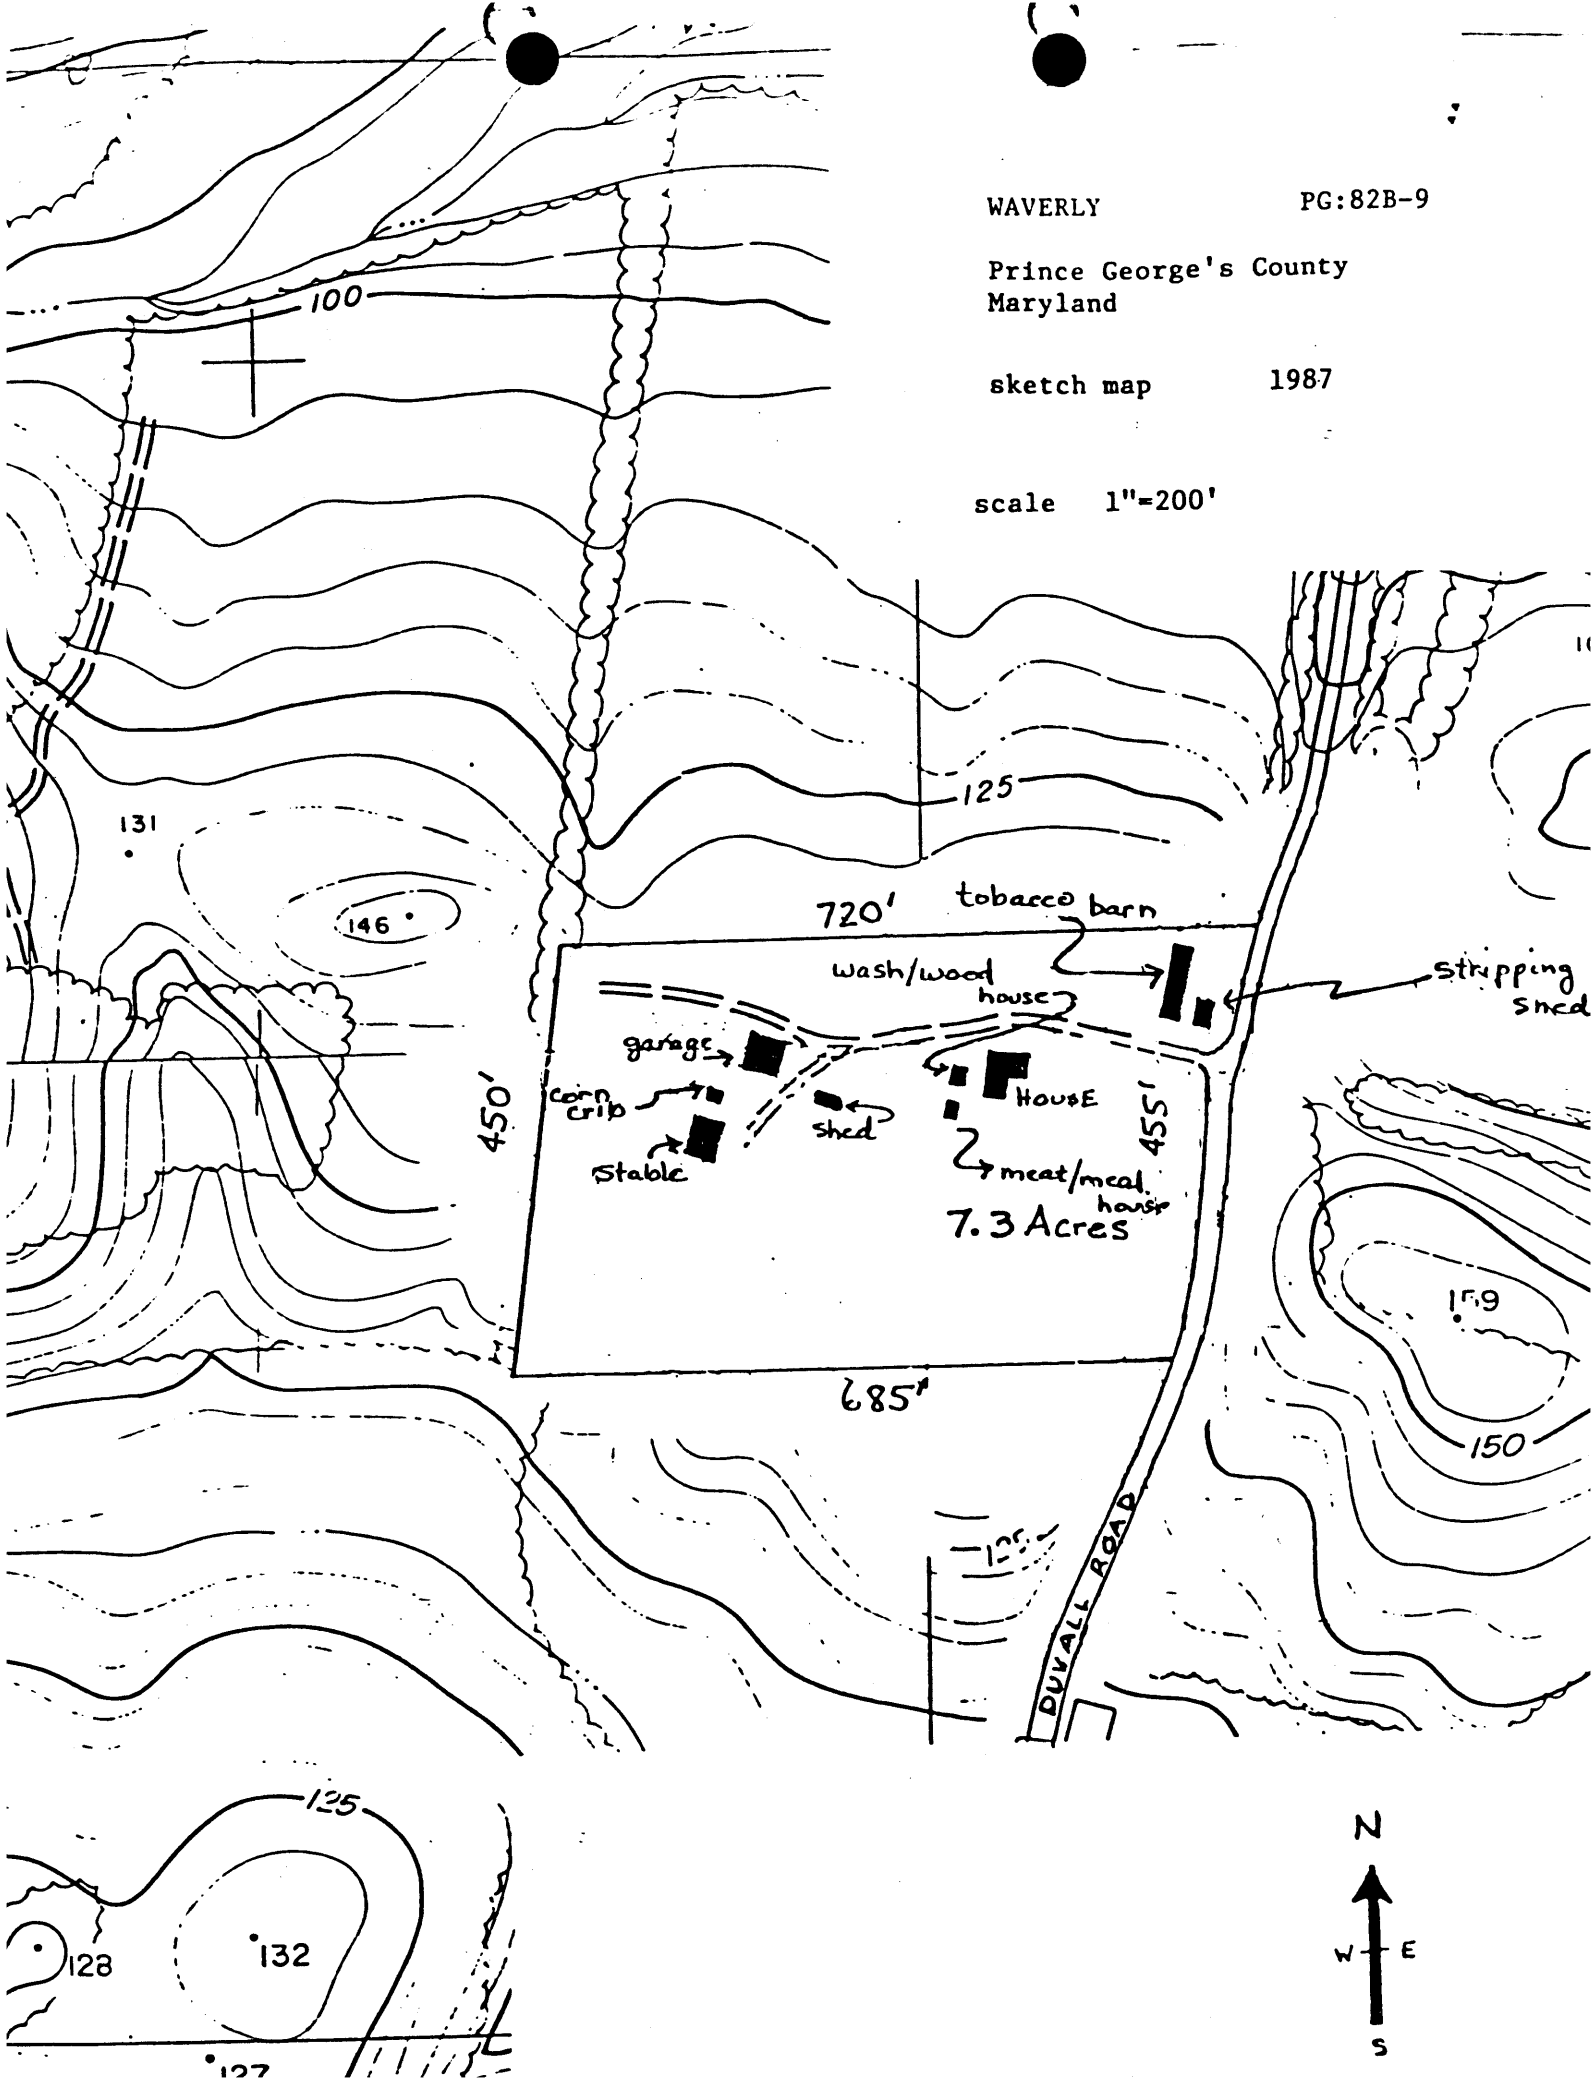 WAVERLY PG:82B-9
Prince George's County
Maryland
sketch map 1987
scale 1"=200'
100
125
131
146
720'
tobacco barn
wash/wood
house
stripping
shed
garage
corn
crib
450'
shed
HOUSE
455'
stable
meat/meal
house
7.3 Acres
685'
150
DUVALL ROAD
125
128
132
127
N
W E
S